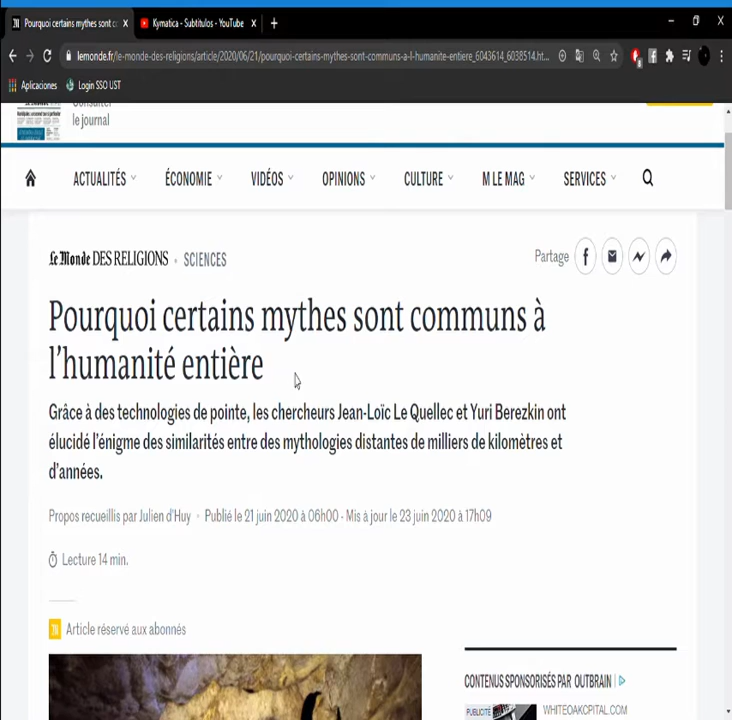 Pourquoi certains mythes sont co
Kymatica - Subtítulos - YouTube
lemonde.fr/le-monde-des-religions/article/2020/06/21/pourquoi-certains-mythes-sont-communs-a-l-humanite-entiere_6043614_6038514.ht...
Aplicaciones Login SSO UST
Consulter
le journal
ACTUALITÉS ÉCONOMIE VIDÉOS OPINIONS CULTURE M LE MAG SERVICES
Le Monde DES RELIGIONS • SCIENCES
Partage
Pourquoi certains mythes sont communs à
l’humanité entière
Grâce à des technologies de pointe, les chercheurs Jean-Loïc Le Quellec et Yuri Berezkin ont
élucidé l’énigme des similarités entre des mythologies distantes de milliers de kilomètres et
d’années.
Propos recueillis par Julien d'Huy • Publié le 21 juin 2020 à 06h00 - Mis à jour le 23 juin 2020 à 17h09
Lecture 14 min.
Article réservé aux abonnés
CONTENUS SPONSORISÉS PAR OUTBRAIN
PUBLICITÉ
WHITEOAKCPITAL.COM